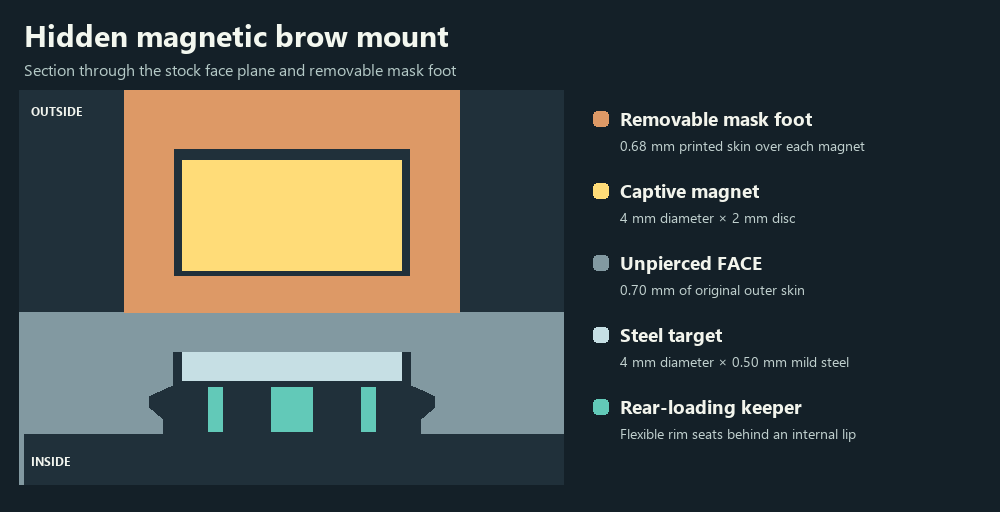 Hidden magnetic brow mount
Section through the stock face plane and removable mask foot
OUTSIDE
Removable mask foot
0.68 mm printed skin over each magnet
Captive magnet
4 mm diameter × 2 mm disc
Unpierced FACE
0.70 mm of original outer skin
Steel target
4 mm diameter × 0.50 mm mild steel
Rear-loading keeper
Flexible rim seats behind an internal lip
INSIDE